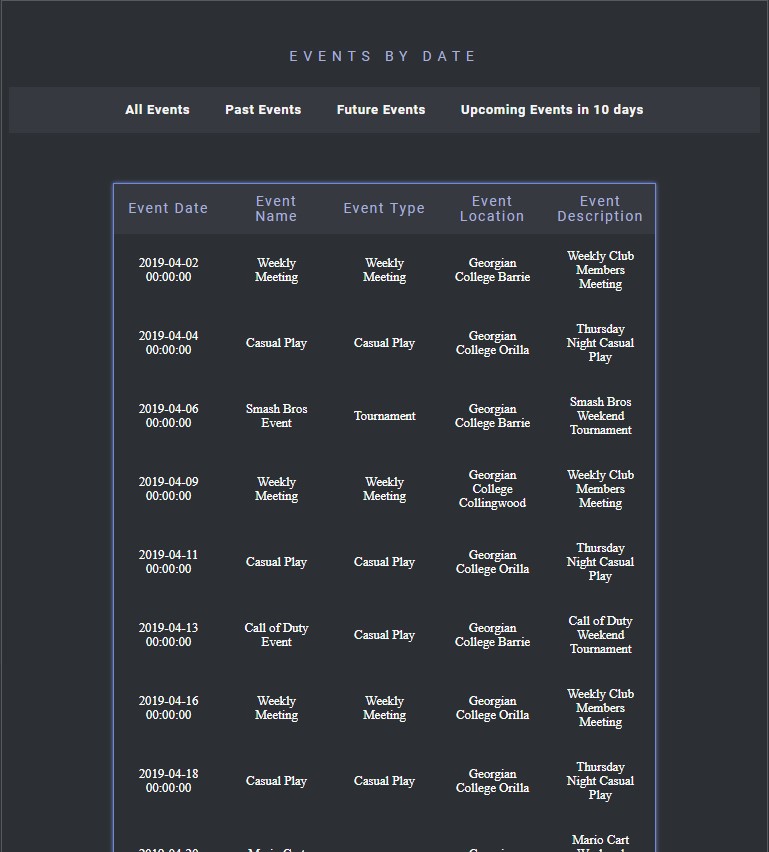 EVENTS BY DATE
All Events Past Events Future Events Upcoming Events in 10 days
Event Date Event Name Event Type Event Location Event Description
2019-04-02 00:00:00 Weekly Meeting Weekly Meeting Georgian College Barrie Weekly Club Members Meeting
2019-04-04 00:00:00 Casual Play Casual Play Georgian College Orilla Thursday Night Casual Play
2019-04-06 00:00:00 Smash Bros Event Tournament Georgian College Barrie Smash Bros Weekend Tournament
2019-04-09 00:00:00 Weekly Meeting Weekly Meeting Georgian College Collingwood Weekly Club Members Meeting
2019-04-11 00:00:00 Casual Play Casual Play Georgian College Orilla Thursday Night Casual Play
2019-04-13 00:00:00 Call of Duty Event Casual Play Georgian College Barrie Call of Duty Weekend Tournament
2019-04-16 00:00:00 Weekly Meeting Weekly Meeting Georgian College Orilla Weekly Club Members Meeting
2019-04-18 00:00:00 Casual Play Casual Play Georgian College Orilla Thursday Night Casual Play
Mario Cart